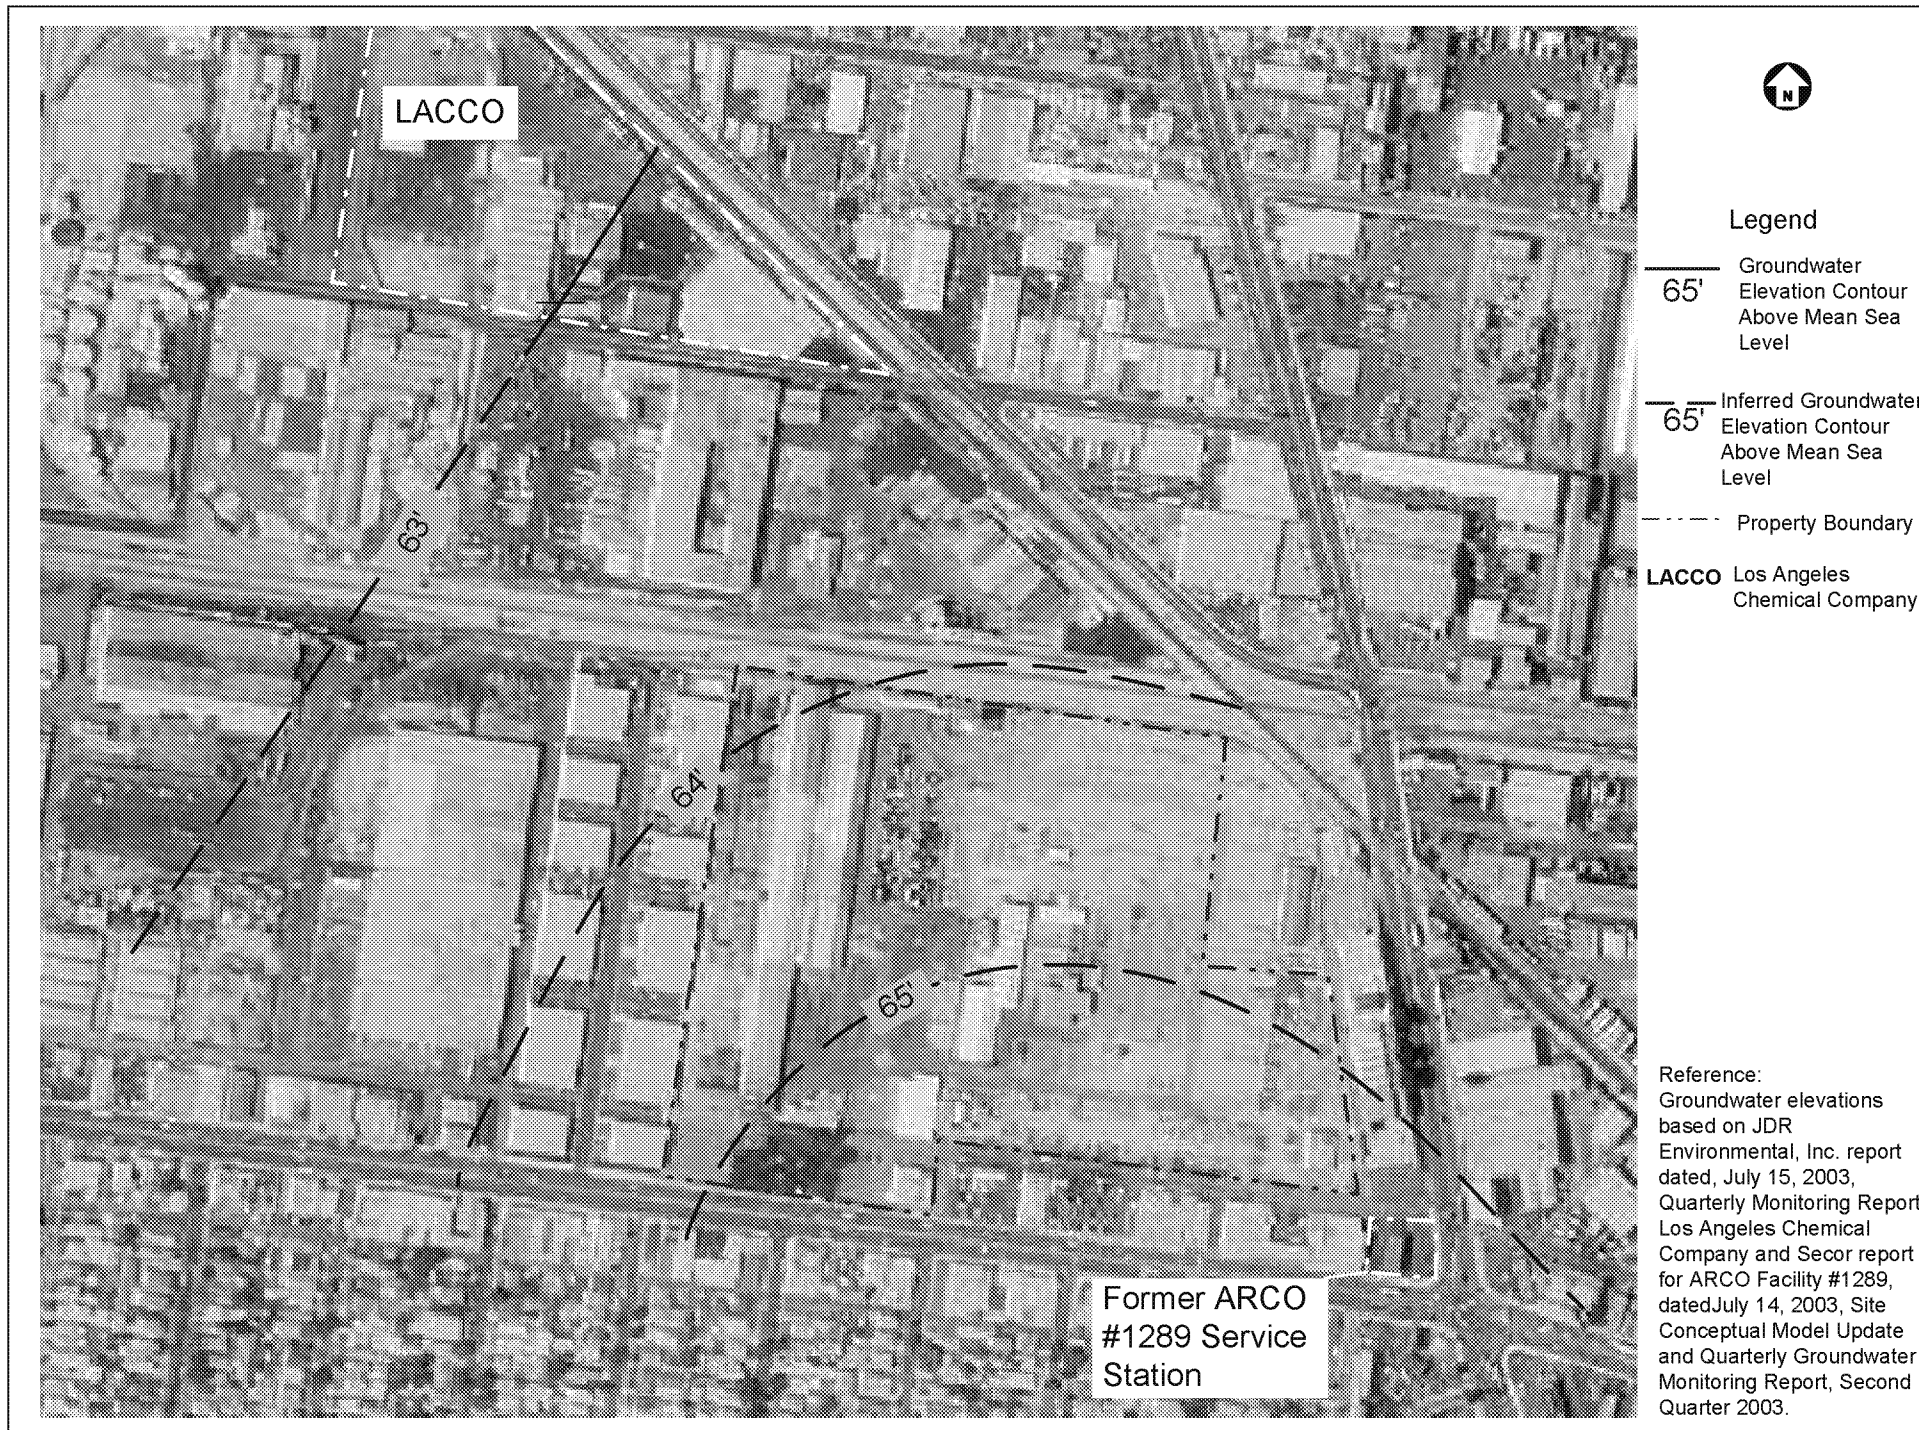 LACCO
N
Legend
65'
Groundwater
Elevation Contour
Above Mean Sea
Level
65'
Inferred Groundwater
Elevation Contour
Above Mean Sea
Level
Property Boundary
LACCO
Los Angeles
Chemical Company
63'
64'
65'
Former ARCO
#1289 Service
Station
Reference:
Groundwater elevations
based on JDR
Environmental, Inc. report
dated, July 15, 2003,
Quarterly Monitoring Report
Los Angeles Chemical
Company and Secor report
for ARCO Facility #1289,
datedJuly 14, 2003, Site
Conceptual Model Update
and Quarterly Groundwater
Monitoring Report, Second
Quarter 2003.